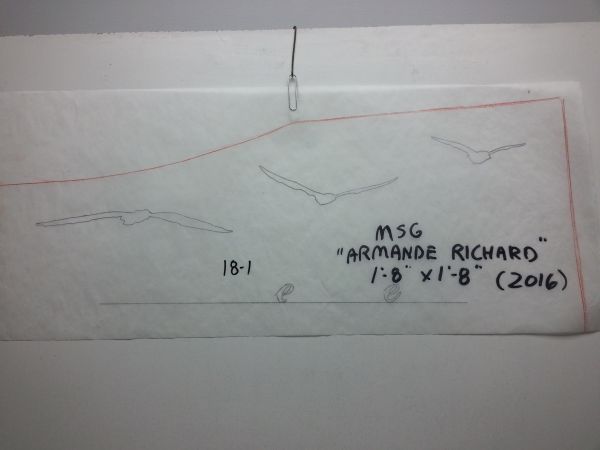 MSG
"ARMANDE RICHARD"
18-1
1'-8" x 1'-8" (2016)